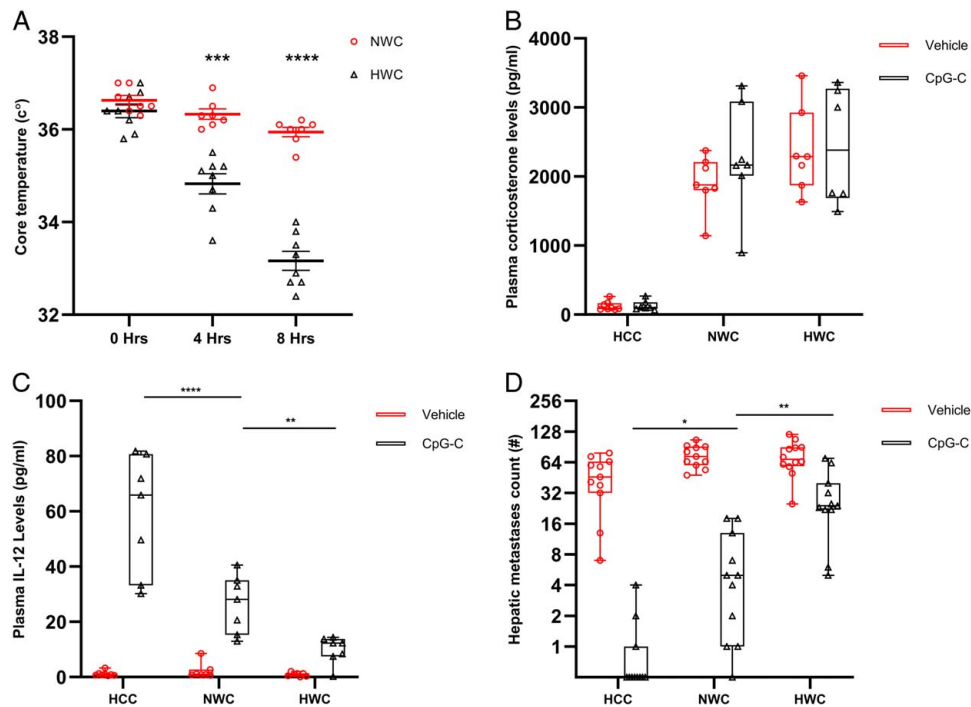 A
Core temperature (c°)
38
36
34
32
*** ****
0 Hrs 4 Hrs 8 Hrs
NWC
HWC
B
Plasma corticosterone levels (pg/ml)
4000
3000
2000
1000
0
HCC NWC HWC
Vehicle
CpG-C
C
Plasma IL-12 Levels (pg/ml)
100
80
60
40
20
0
****
**
HCC NWC HWC
Vehicle
CpG-C
D
Hepatic metastases count (#)
256
128
64
32
16
8
4
2
1
*
**
HCC NWC HWC
Vehicle
CpG-C